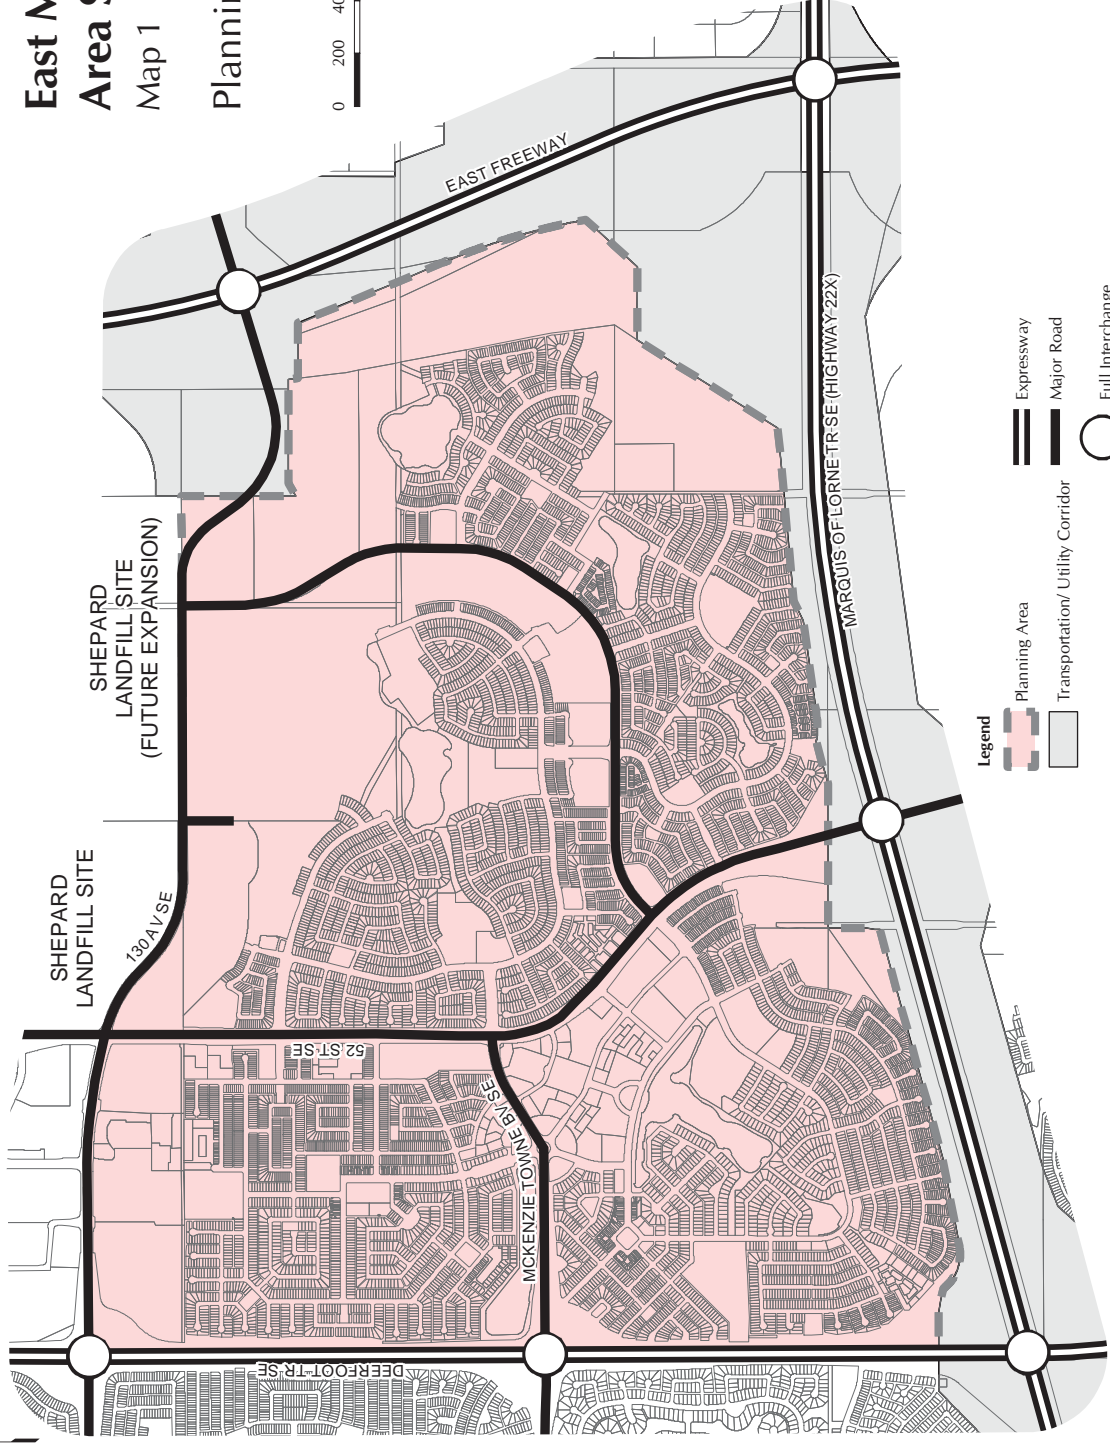 East M
Area S
Map 1
Plannin
0 200 40
EAST FREEWAY
SHEPARD
LANDFILL SITE
(FUTURE EXPANSION)
SHEPARD
LANDFILL SITE
130 AV SE
52 ST SE
MCKENZIE TOWNE BV SE
DEERFOOT TR SE
MARQUIS OF LORNE TR SE (HIGHWAY 22X)
Legend
Planning Area
Transportation/ Utility Corridor
Expressway
Major Road
Full Interchange